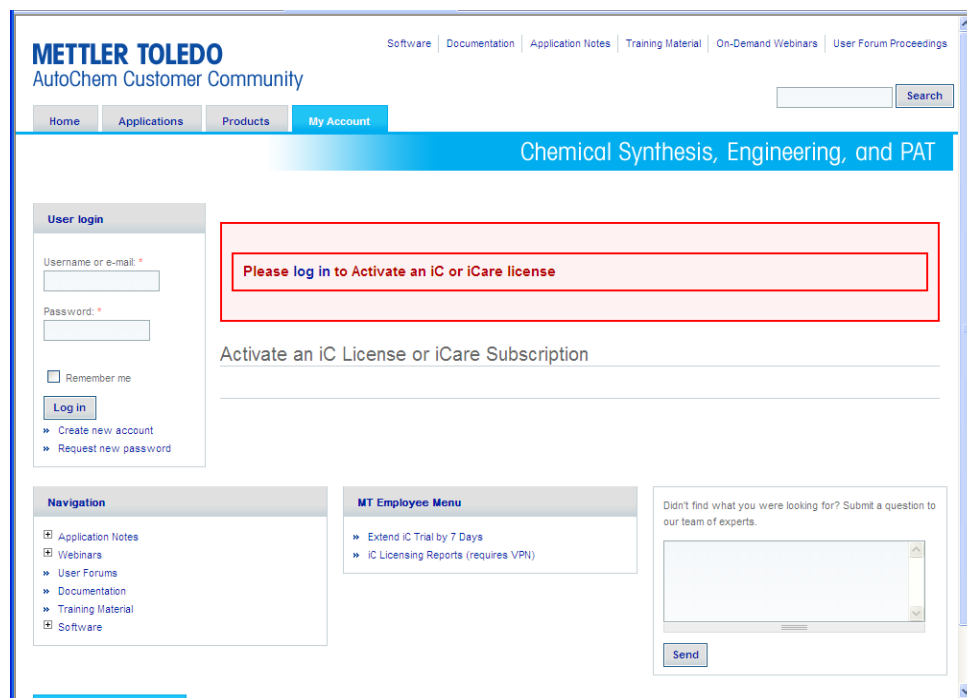 METTLER TOLEDO
AutoChem Customer Community
Software Documentation Application Notes Training Material On-Demand Webinars User Forum Proceedings
Search
Home Applications Products My Account
Chemical Synthesis, Engineering, and PAT
User login
Username or e-mail: *
Password: *
Remember me
Log in
» Create new account
» Request new password
Please log in to Activate an iC or iCare license
Activate an iC License or iCare Subscription
Navigation
Application Notes
Webinars
» User Forums
» Documentation
» Training Material
Software
MT Employee Menu
» Extend iC Trial by 7 Days
» iC Licensing Reports (requires VPN)
Didn't find what you were looking for? Submit a question to
our team of experts.
Send